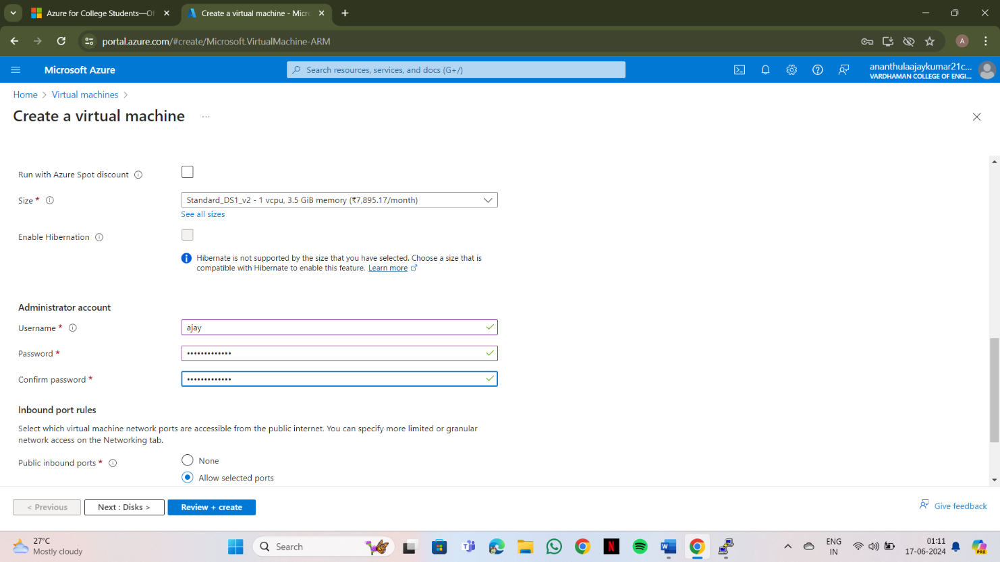 Azure for College Students—Of
Create a virtual machine - Micro
portal.azure.com/#create/Microsoft.VirtualMachine-ARM
A
Microsoft Azure
Search resources, services, and docs (G+/)
ananthulaajaykumar21c...
VARDHAMAN COLLEGE OF ENGI...
Home > Virtual machines >
Create a virtual machine ...
Run with Azure Spot discount
Size *
Standard_DS1_v2 - 1 vcpu, 3.5 GiB memory (₹7,895.17/month)
See all sizes
Enable Hibernation
Hibernate is not supported by the size that you have selected. Choose a size that is
compatible with Hibernate to enable this feature. Learn more
Administrator account
Username *
ajay
Password *
•••••••••••••
Confirm password *
•••••••••••••
Inbound port rules
Select which virtual machine network ports are accessible from the public internet. You can specify more limited or granular
network access on the Networking tab.
Public inbound ports *
None
Allow selected ports
< Previous
Next : Disks >
Review + create
Give feedback
27°C
Mostly cloudy
Search
ENG
IN
01:11
17-06-2024
PRE